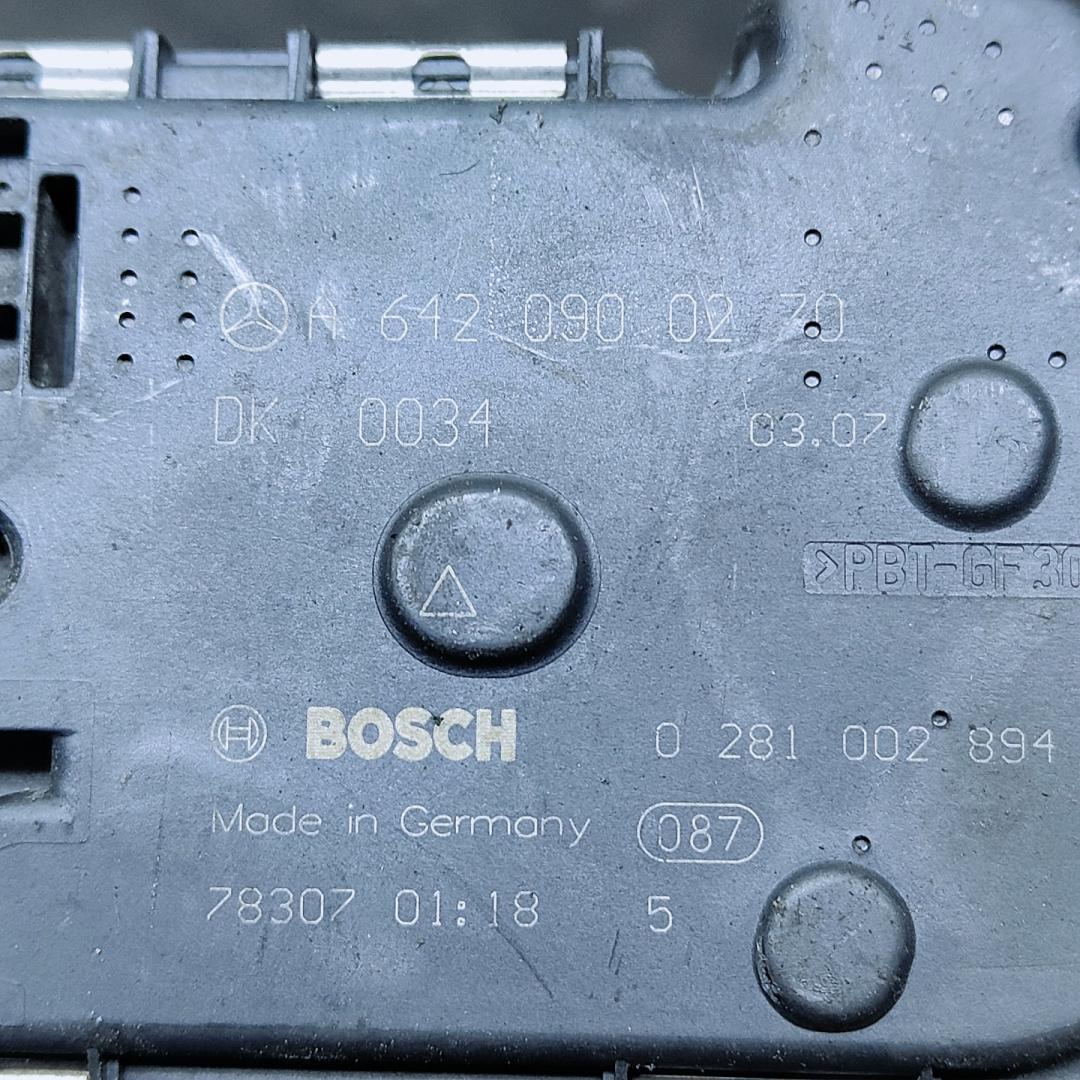 A 642 090 02 70
DK 0034
03.07
>PBT-GF30
BOSCH 0 281 002 894
Made in Germany 087
78307 01:18 5